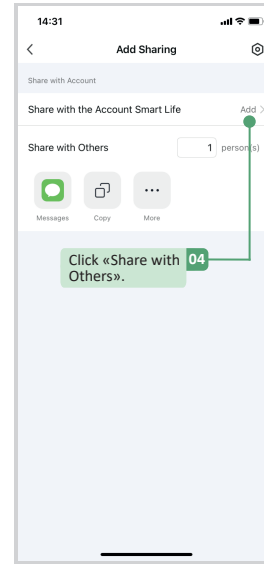 14:31
Add Sharing
Share with Account
Share with the Account Smart Life Add
Share with Others 1 person(s)
Messages Copy More
Click «Share with 04
Others».